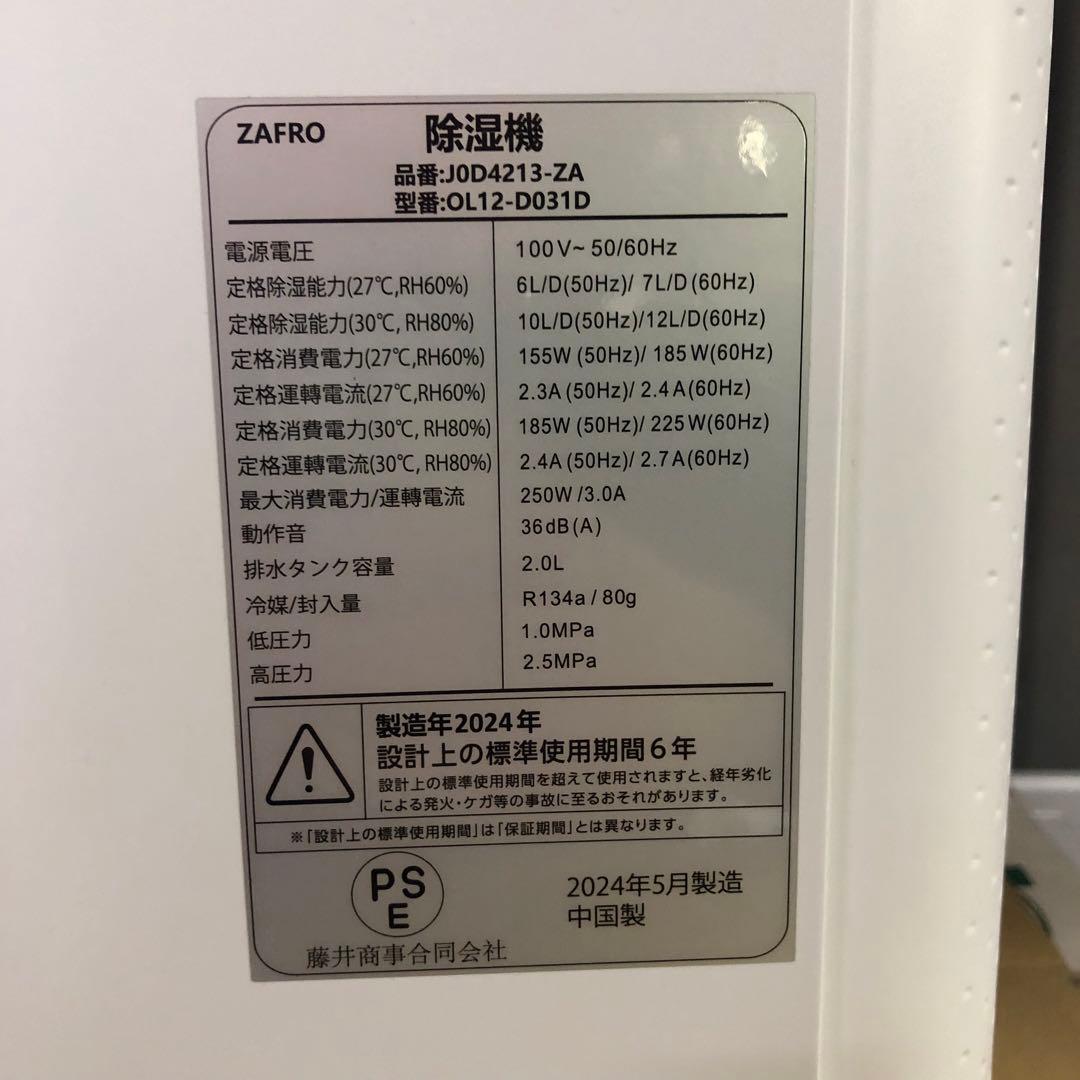 ZAFRO 除湿機
品番:J0D4213-ZA
型番:OL12-D031D
電源電圧 100V~ 50/60Hz
定格除湿能力(27℃,RH60%) 6L/D(50Hz)/ 7L/D(60Hz)
定格除湿能力(30℃, RH80%) 10L/D(50Hz)/12L/D(60Hz)
定格消費電力(27℃,RH60%) 155W (50Hz)/ 185W(60Hz)
定格運轉電流(27℃,RH60%) 2.3A (50Hz)/ 2.4A(60Hz)
定格消費電力(30℃, RH80%) 185W (50Hz)/ 225W(60Hz)
定格運轉電流(30℃, RH80%) 2.4A (50Hz)/ 2.7A(60Hz)
最大消費電力/運轉電流 250W /3.0A
動作音 36dB(A)
排水タンク容量 2.0L
冷媒/封入量 R134a / 80g
低圧力 1.0MPa
高圧力 2.5MPa
製造年2024年
設計上の標準使用期間6年
設計上の標準使用期間を超えて使用されますと、経年劣化
による発火・ケガ等の事故に至るおそれがあります。
※「設計上の標準使用期間」は「保証期間」とは異なります。
PS
E
2024年5月製造
中国製
藤井商事合同会社